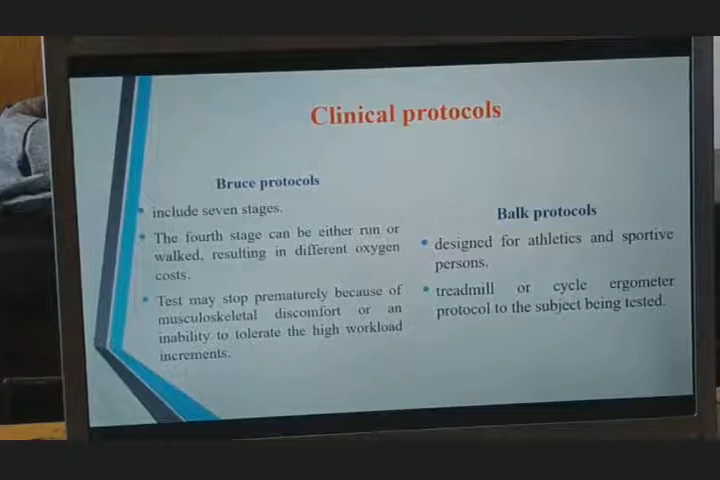 Clinical protocols
Bruce protocols
• include seven stages.
• The fourth stage can be either run or
walked, resulting in different oxygen
costs.
• Test may stop prematurely because of
musculoskeletal discomfort or an
inability to tolerate the high workload
increments.
Balk protocols
• designed for athletics and sportive
persons.
• treadmill or cycle ergometer
protocol to the subject being tested.